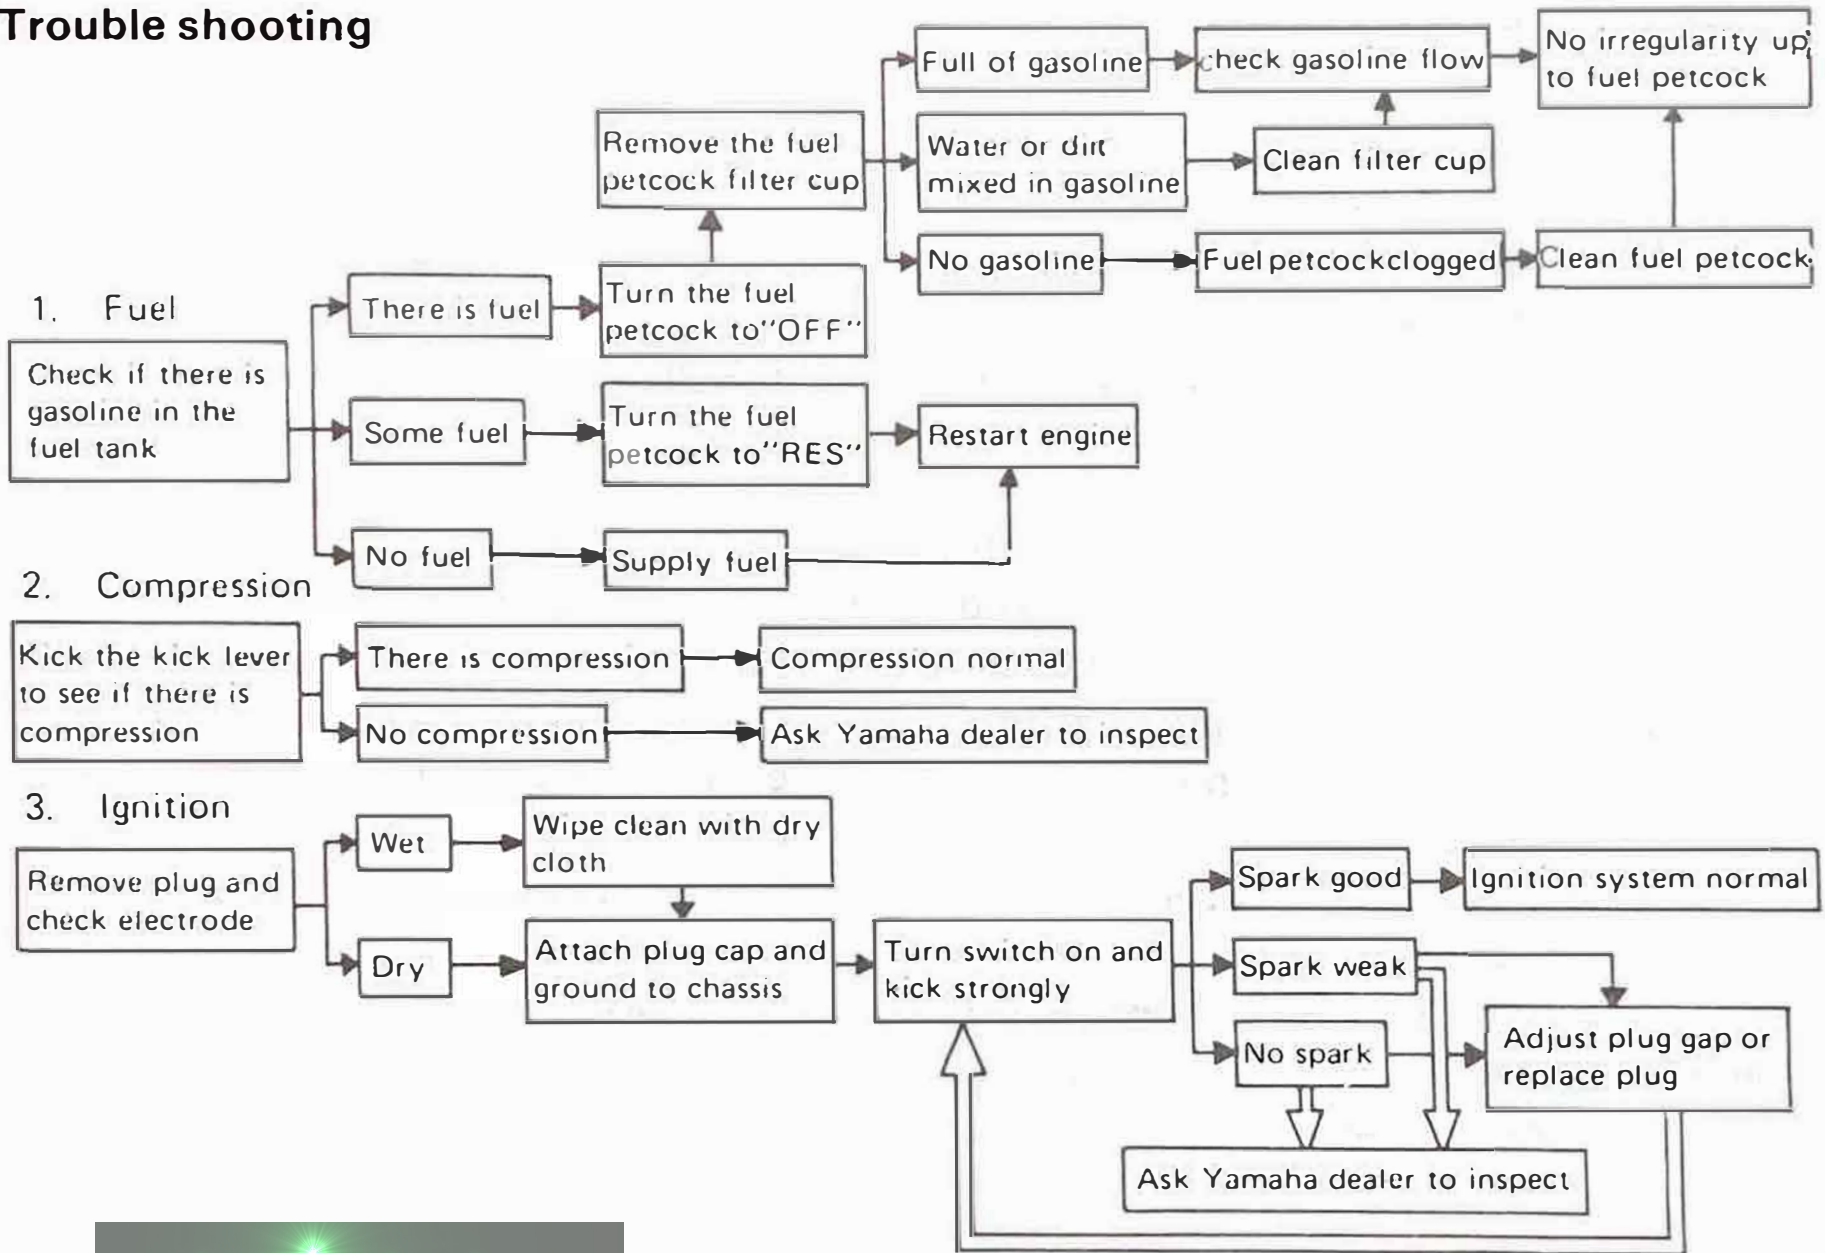 Trouble shooting
1. Fuel
Check if there is
gasoline in the
fuel tank
There is fuel
Turn the fuel
petcock to "OFF"
Remove the fuel
petcock filter cup
Full of gasoline
check gasoline flow
No irregularity up
to fuel petcock
Water or dirt
mixed in gasoline
Clean filter cup
No gasoline
Fuel petcock clogged
Clean fuel petcock
Some fuel
Turn the fuel
petcock to "RES"
Restart engine
No fuel
Supply fuel
2. Compression
Kick the kick lever
to see if there is
compression
There is compression
Compression normal
No compression
Ask Yamaha dealer to inspect
3. Ignition
Remove plug and
check electrode
Wet
Wipe clean with dry
cloth
Dry
Attach plug cap and
ground to chassis
Turn switch on and
kick strongly
Spark good
Ignition system normal
Spark weak
No spark
Adjust plug gap or
replace plug
Ask Yamaha dealer to inspect